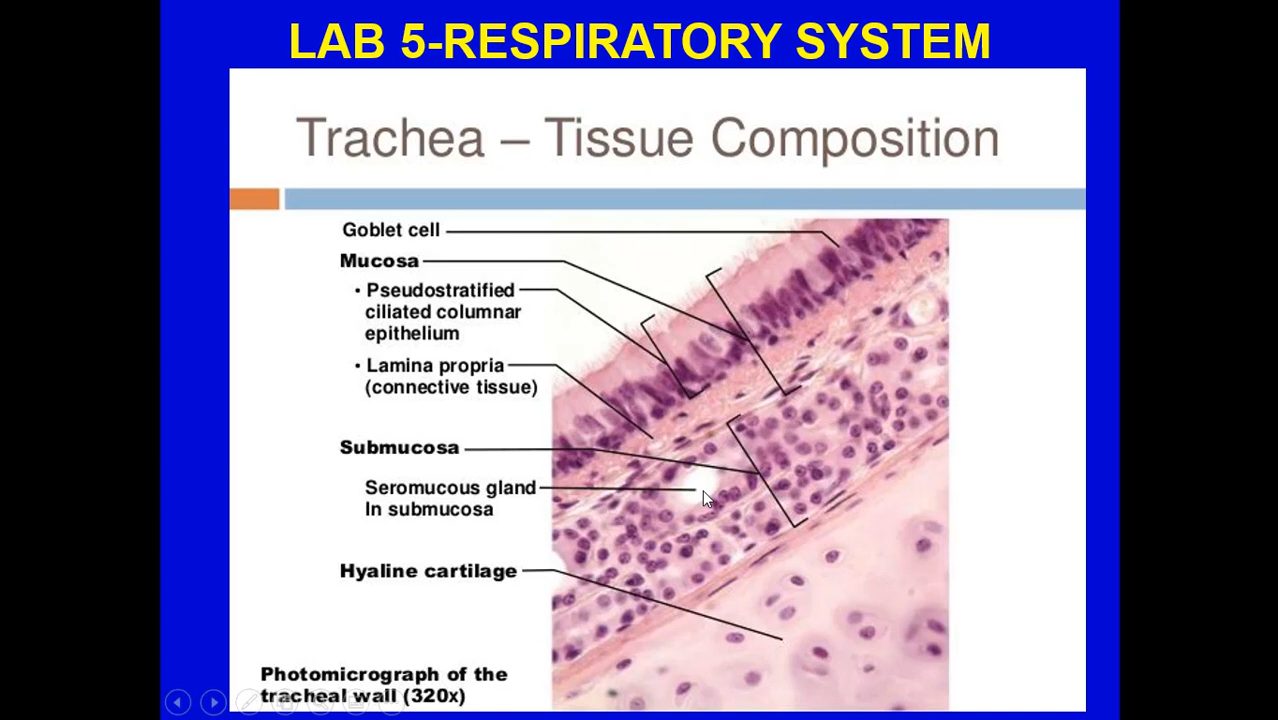 LAB 5-RESPIRATORY SYSTEM
Trachea – Tissue Composition
Goblet cell
Mucosa
• Pseudostratified
ciliated columnar
epithelium
• Lamina propria
(connective tissue)
Submucosa
Seromucous gland
In submucosa
Hyaline cartilage
Photomicrograph of the
tracheal wall (320x)